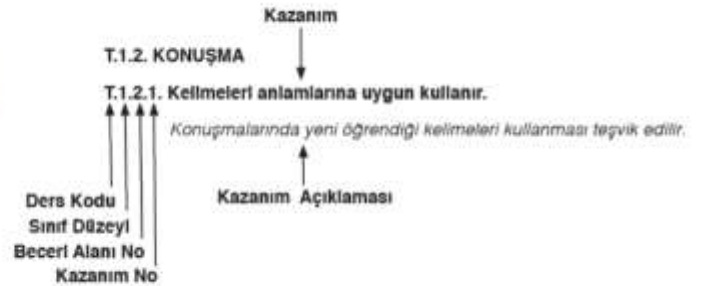 Kazanım
T.1.2. KONUŞMA
T.1.2.1. Kelimeleri anlamlarına uygun kullanır.
Konuşmalarında yeni öğrendiği kelimeleri kullanması teşvik edilir.
Kazanım Açıklaması
Ders Kodu
Sınıf Düzeyi
Beceri Alanı No
Kazanım No